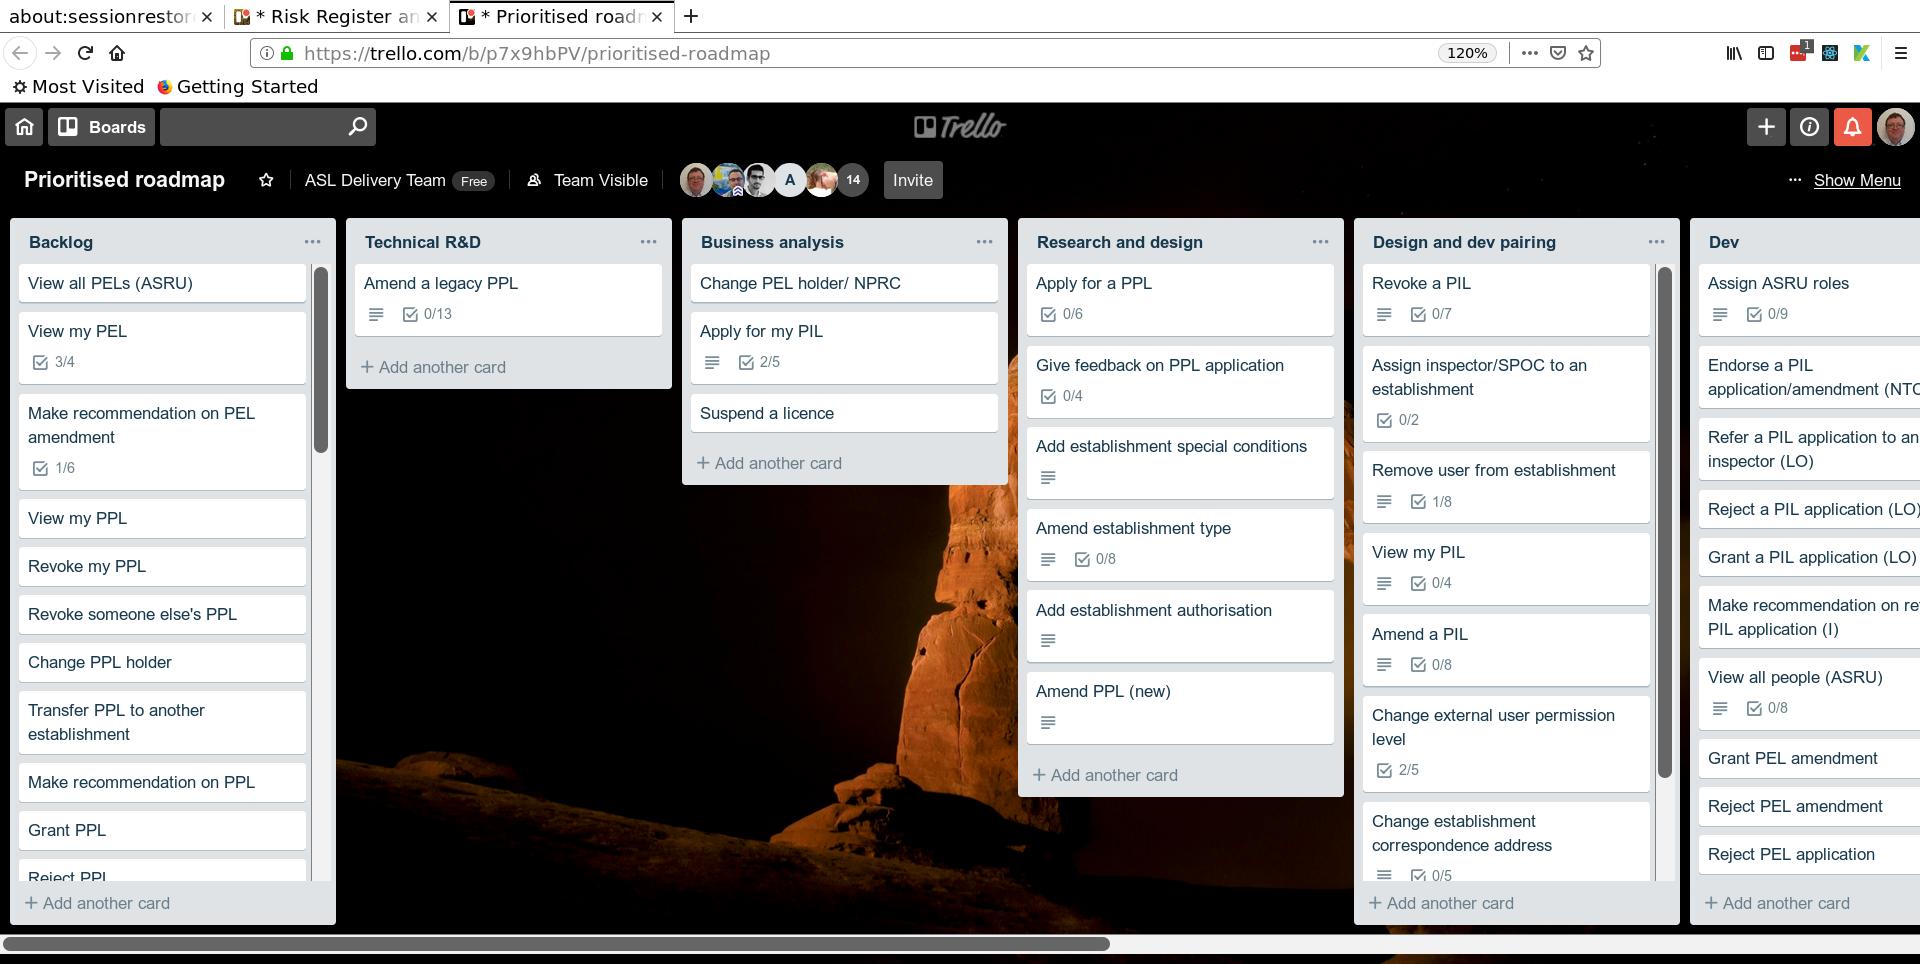 about:sessionrestor
* Risk Register an
* Prioritised roadm
https://trello.com/b/p7x9hbPV/prioritised-roadmap
120%
1
Most Visited
Getting Started
Boards
Trello
Prioritised roadmap
ASL Delivery Team
Free
Team Visible
A
14
Invite
Show Menu
Backlog
View all PELs (ASRU)
View my PEL
3/4
Make recommendation on PEL
amendment
1/6
View my PPL
Revoke my PPL
Revoke someone else's PPL
Change PPL holder
Transfer PPL to another
establishment
Make recommendation on PPL
Grant PPL
Reject PPL
+ Add another card
Technical R&D
Amend a legacy PPL
0/13
+ Add another card
Business analysis
Change PEL holder/ NPRC
Apply for my PIL
2/5
Suspend a licence
+ Add another card
Research and design
Apply for a PPL
0/6
Give feedback on PPL application
0/4
Add establishment special conditions
Amend establishment type
0/8
Add establishment authorisation
Amend PPL (new)
+ Add another card
Design and dev pairing
Revoke a PIL
0/7
Assign inspector/SPOC to an
establishment
0/2
Remove user from establishment
1/8
View my PIL
0/4
Amend a PIL
0/8
Change external user permission
level
2/5
Change establishment
correspondence address
0/5
+ Add another card
Dev
Assign ASRU roles
0/9
Endorse a PIL
application/amendment (NTC
Refer a PIL application to an
inspector (LO)
Reject a PIL application (LO)
Grant a PIL application (LO)
Make recommendation on re
PIL application (I)
View all people (ASRU)
0/8
Grant PEL amendment
Reject PEL amendment
Reject PEL application
+ Add another card